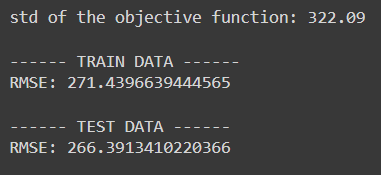 std of the objective function: 322.09
------ TRAIN DATA ------
RMSE: 271.4396639444565
------ TEST DATA ------
RMSE: 266.3913410220366